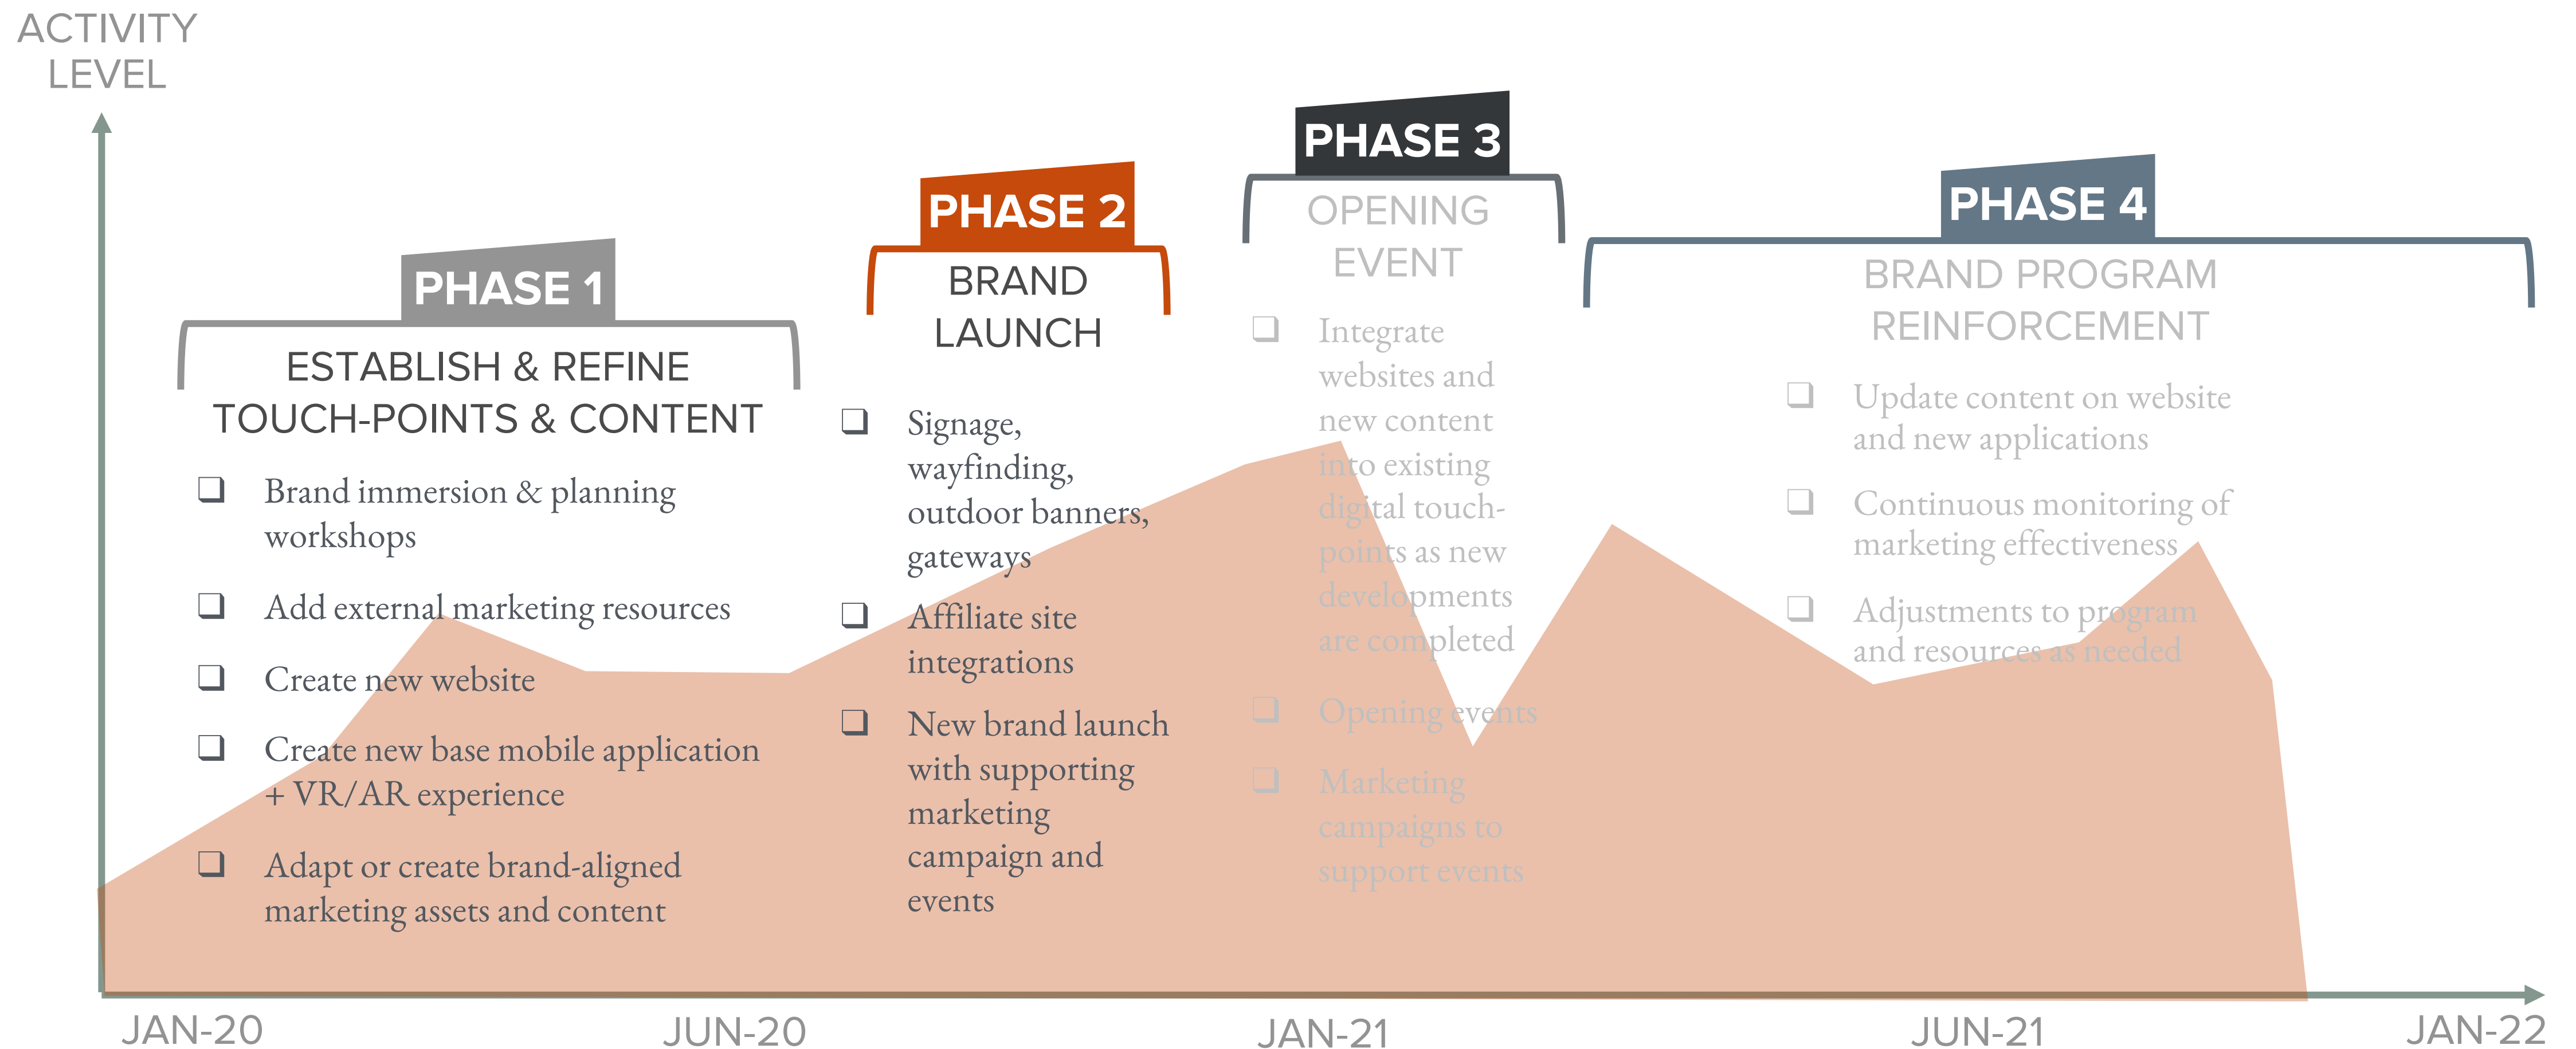 ACTIVITY
LEVEL
PHASE 1
ESTABLISH & REFINE
TOUCH-POINTS & CONTENT
❏ Brand immersion & planning
workshops
❏ Add external marketing resources
❏ Create new website
❏ Create new base mobile application
+ VR/AR experience
❏ Adapt or create brand-aligned
marketing assets and content
PHASE 2
BRAND
LAUNCH
❏ Signage,
wayfinding,
outdoor banners,
gateways
❏ Affiliate site
integrations
❏ New brand launch
with supporting
marketing
campaign and
events
PHASE 3
OPENING
EVENT
❏ Integrate
websites and
new content
into existing
digital touch-
points as new
developments
are completed
❏ Opening events
❏ Marketing
campaigns to
support events
PHASE 4
BRAND PROGRAM
REINFORCEMENT
❏ Update content on website
and new applications
❏ Continuous monitoring of
marketing effectiveness
❏ Adjustments to program
and resources as needed
JAN-20
JUN-20
JAN-21
JUN-21
JAN-22